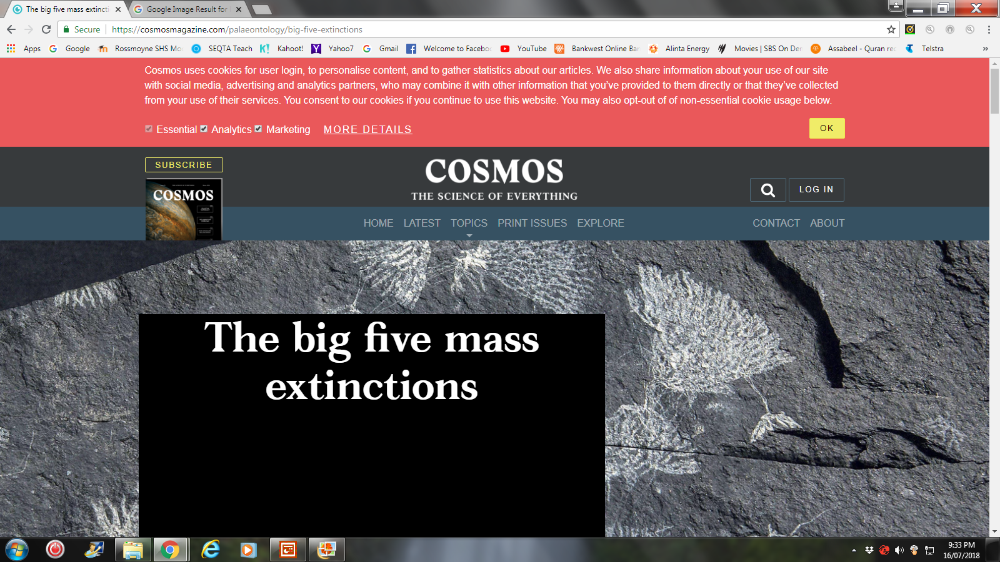 The big five mass extincti
Google Image Result for
Secure https://cosmosmagazine.com/palaeontology/big-five-extinctions
Apps Google Rossmoyne SHS Mo SEQTA Teach Kahoot! Yahoo7 Gmail Welcome to Faceboo YouTube Bankwest Online Ban Alinta Energy Movies | SBS On De Assabeel - Quran rec Telstra »
Cosmos uses cookies for user login, to personalise content, and to gather statistics about our articles. We also share information about your use of our site
with social media, advertising and analytics partners, who may combine it with other information that you've provided to them directly or that they've collected
from your use of their services. You consent to our cookies if you continue to use this website. You may also opt-out of of non-essential cookie usage below.
Essential Analytics Marketing MORE DETAILS OK
SUBSCRIBE
COSMOS
THE SCIENCE OF EVERYTHING
LOG IN
COSMOS
HOME LATEST TOPICS PRINT ISSUES EXPLORE CONTACT ABOUT
The big five mass
extinctions
9:33 PM
16/07/2018